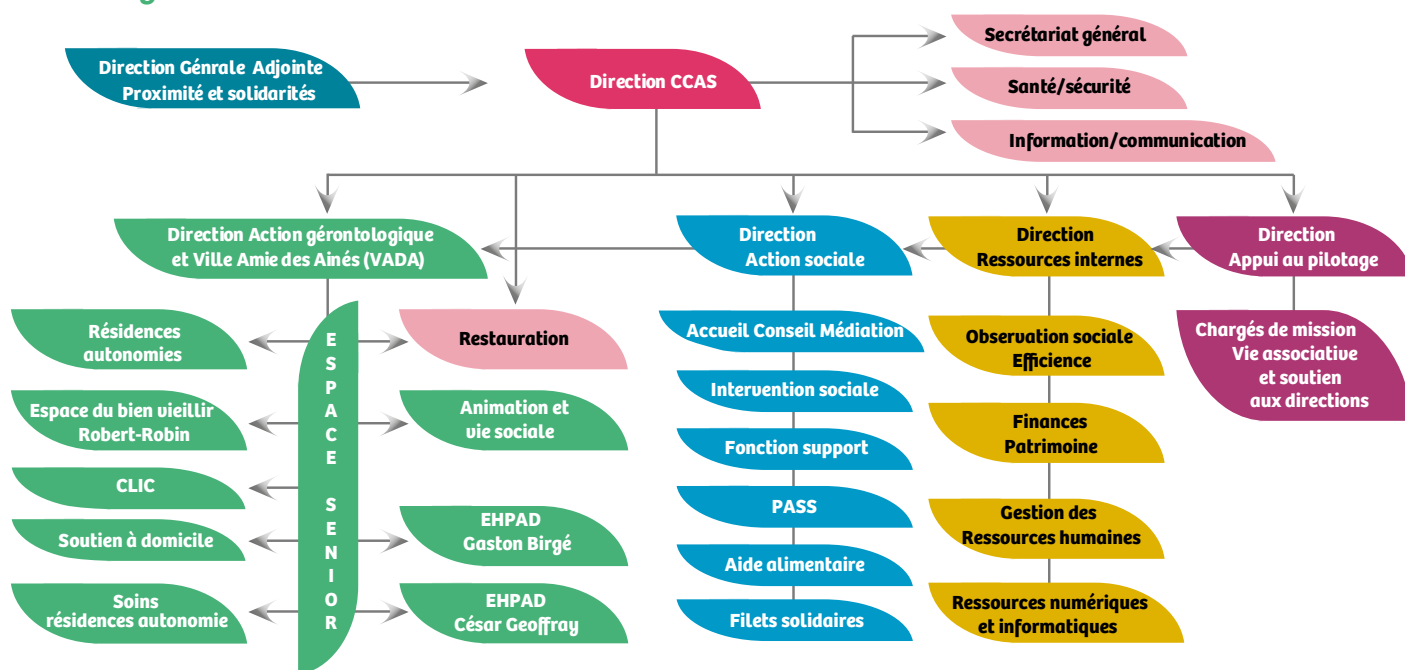 Direction Génrale Adjointe
Proximité et solidarités
Direction CCAS
Secrétariat général
Santé/sécurité
Information/communication
Direction Action gérontologique
et Ville Amie des Ainés (VADA)
Direction
Action sociale
Direction
Ressources internes
Direction
Appui au pilotage
Résidences
autonomies
Espace du bien vieillir
Robert-Robin
CLIC
Soutien à domicile
Soins
résidences autonomie
ESPACE SENIOR
Restauration
Animation et
vie sociale
EHPAD
Gaston Birgé
EHPAD
César Geoffray
Accueil Conseil Médiation
Intervention sociale
Fonction support
PASS
Aide alimentaire
Filets solidaires
Observation sociale
Efficience
Finances
Patrimoine
Gestion des
Ressources humaines
Ressources numériques
et informatiques
Chargés de mission
Vie associative
et soutien
aux directions